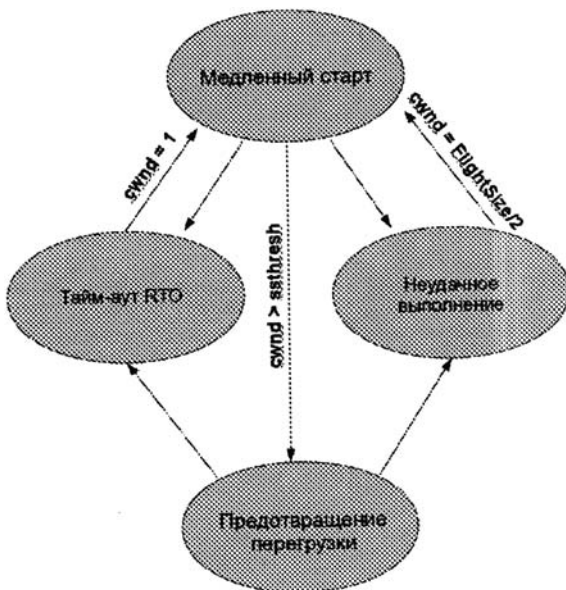 Медленный старт
cwnd = 1
cwnd = FlightSize/2
cwnd > ssthresh
Тайм-аут RTO
Неудачное
выполнение
Предотвращение
перегрузки